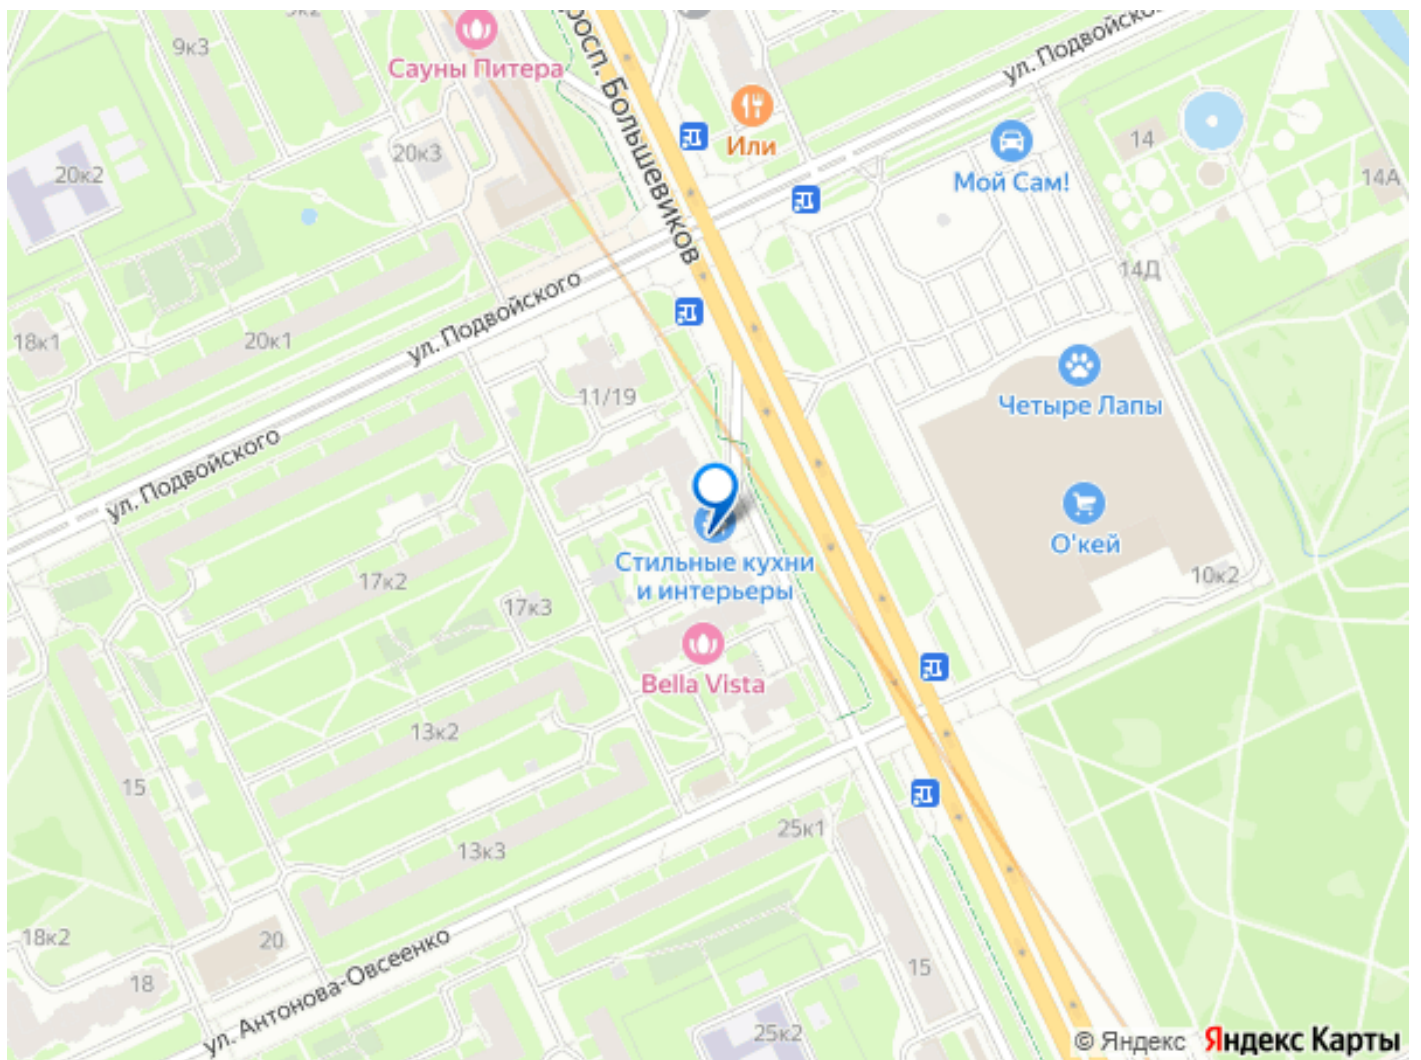 9к3
Сауны Питера
просп. Большевиков
ул. Подвойского
Или
Мой Сам!
14
14А
20к3
20к2
14Д
18к1
20к1
ул. Подвойского
11/19
Четыре Лапы
ул. Подвойского
О'кей
Стильные кухни
и интерьеры
10к2
17к2
17к3
Bella Vista
13к2
15
25к1
13к3
18к2
20
ул. Антонова-Овсеенко
18
15
25к2
© Яндекс Яндекс Карты